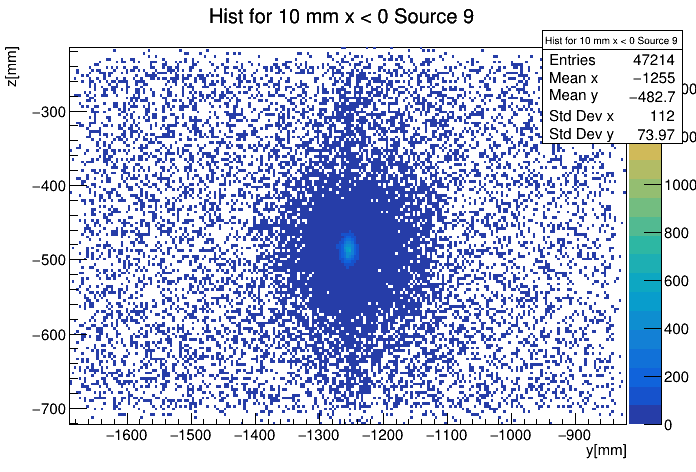 Hist for 10 mm x < 0 Source 9
Hist for 10 mm x < 0 Source 9
Entries 47214
Mean x −1255
Mean y −482.7
Std Dev x 112
Std Dev y 73.97
z[mm]
−300
−400
−500
−600
−700
−1600 −1500 −1400 −1300 −1200 −1100 −1000 −900
y[mm]
1000
800
600
400
200
0